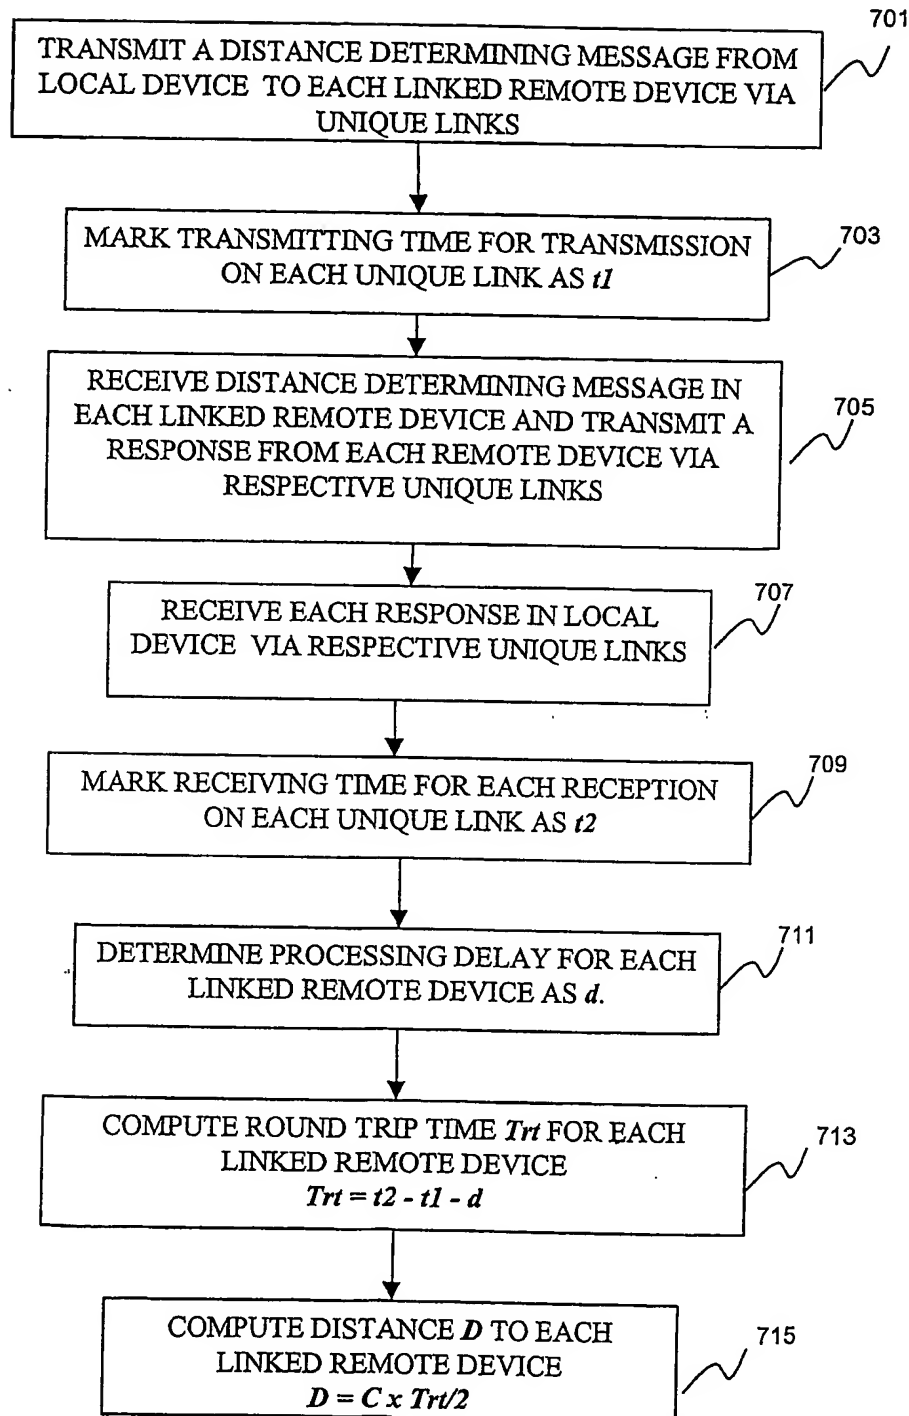 701
TRANSMIT A DISTANCE DETERMINING MESSAGE FROM
LOCAL DEVICE TO EACH LINKED REMOTE DEVICE VIA
UNIQUE LINKS
703
MARK TRANSMITTING TIME FOR TRANSMISSION
ON EACH UNIQUE LINK AS t1
705
RECEIVE DISTANCE DETERMINING MESSAGE IN
EACH LINKED REMOTE DEVICE AND TRANSMIT A
RESPONSE FROM EACH REMOTE DEVICE VIA
RESPECTIVE UNIQUE LINKS
707
RECEIVE EACH RESPONSE IN LOCAL
DEVICE VIA RESPECTIVE UNIQUE LINKS
709
MARK RECEIVING TIME FOR EACH RECEPTION
ON EACH UNIQUE LINK AS t2
711
DETERMINE PROCESSING DELAY FOR EACH
LINKED REMOTE DEVICE AS d.
713
COMPUTE ROUND TRIP TIME Trt FOR EACH
LINKED REMOTE DEVICE
Trt = t2 - t1 - d
715
COMPUTE DISTANCE D TO EACH
LINKED REMOTE DEVICE
D = C x Trt/2